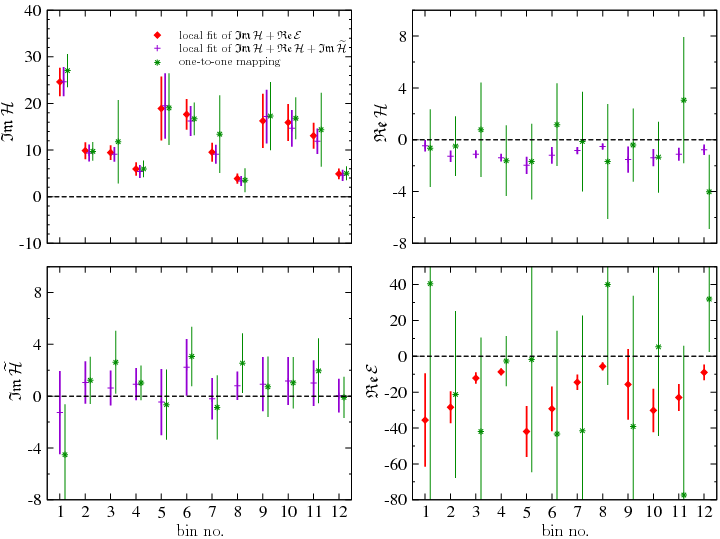 40
30
20
10
0
-10
ℑm ℋ
local fit of ℑm ℋ + ℜe ℰ
local fit of ℑm ℋ + ℜe ℋ + ℑm ℋ̃
one-to-one mapping
8
4
0
-4
-8
ℜe ℋ
8
4
0
-4
-8
ℑm ℋ̃
1 2 3 4 5 6 7 8 9 10 11 12
bin no.
40
20
0
-20
-40
-60
-80
ℜe ℰ
1 2 3 4 5 6 7 8 9 10 11 12
bin no.